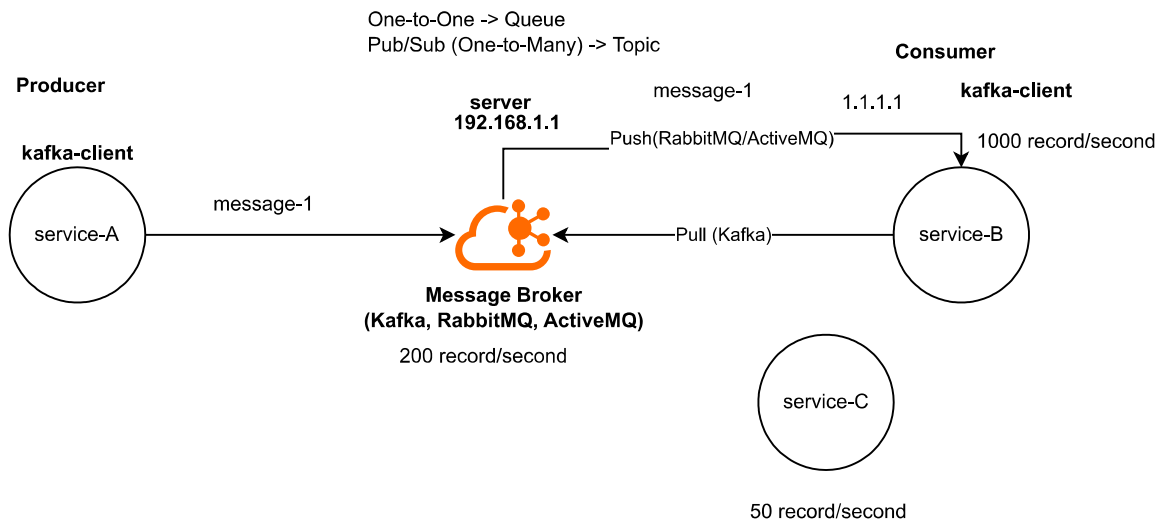 One-to-One -> Queue
Pub/Sub (One-to-Many) -> Topic
Producer
Consumer
kafka-client
server
192.168.1.1
message-1
1.1.1.1
kafka-client
Push(RabbitMQ/ActiveMQ)
1000 record/second
service-A
message-1
Pull (Kafka)
service-B
Message Broker
(Kafka, RabbitMQ, ActiveMQ)
200 record/second
service-C
50 record/second